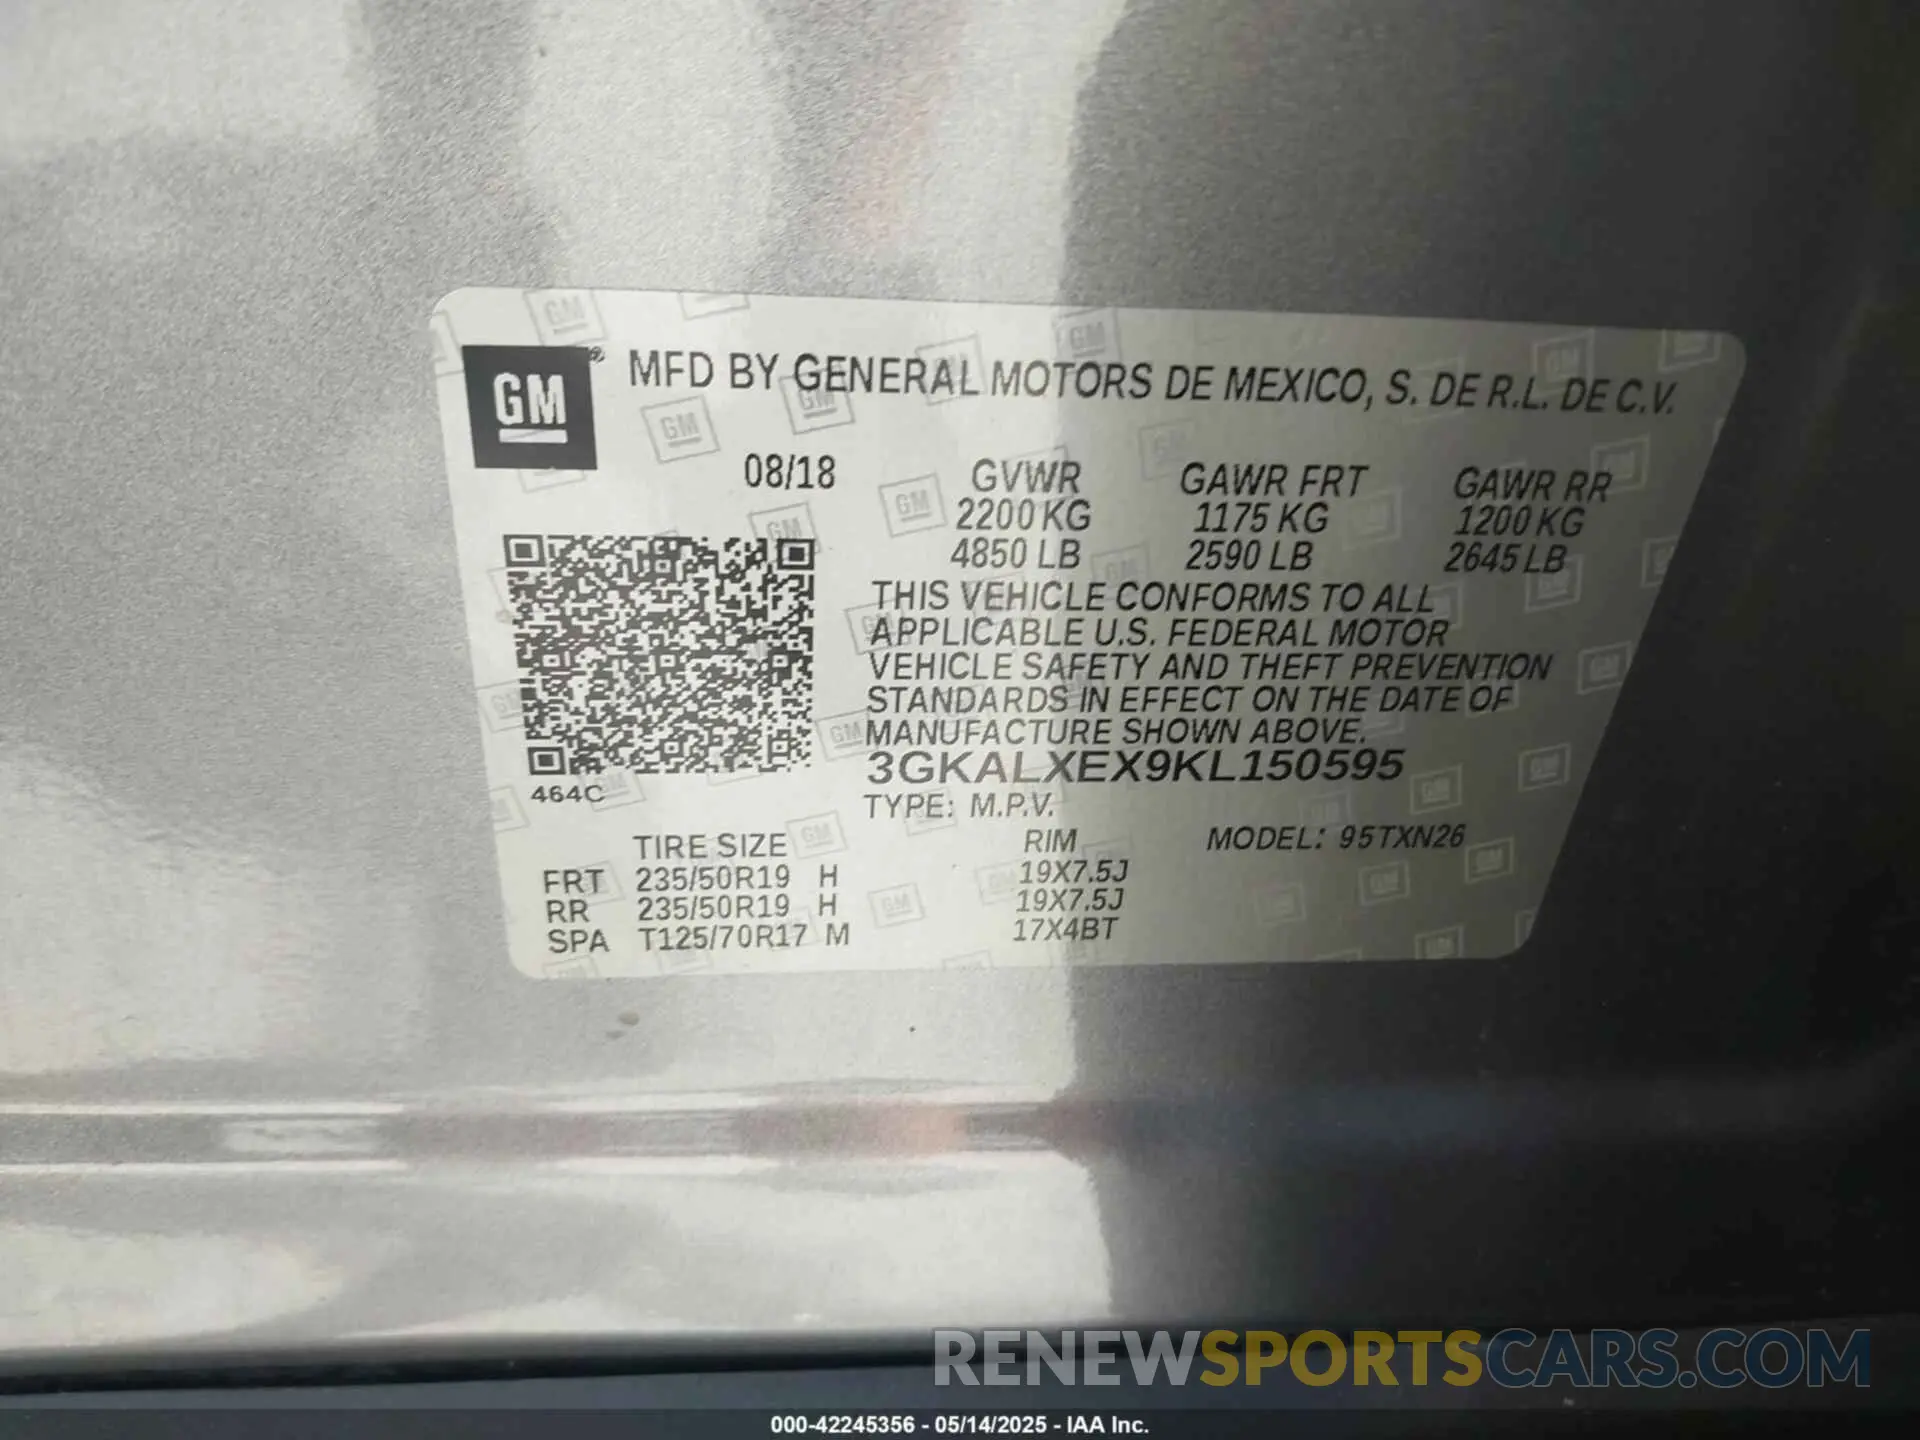 GM® MFD BY GENERAL MOTORS DE MEXICO, S. DE R.L. DE C.V.
08/18 GVWR GAWR FRT GAWR RR
2200 KG 1175 KG 1200 KG
4850 LB 2590 LB 2645 LB
THIS VEHICLE CONFORMS TO ALL
APPLICABLE U.S. FEDERAL MOTOR
VEHICLE SAFETY AND THEFT PREVENTION
STANDARDS IN EFFECT ON THE DATE OF
MANUFACTURE SHOWN ABOVE.
3GKALXEX9KL150595
464C
TYPE: M.P.V.
TIRE SIZE RIM MODEL: 95TXN26
FRT 235/50R19 H 19X7.5J
RR 235/50R19 H 19X7.5J
SPA T125/70R17 M 17X4BT
RENEWSPORTSCARS.COM
000-42245356 - 05/14/2025 - IAA Inc.